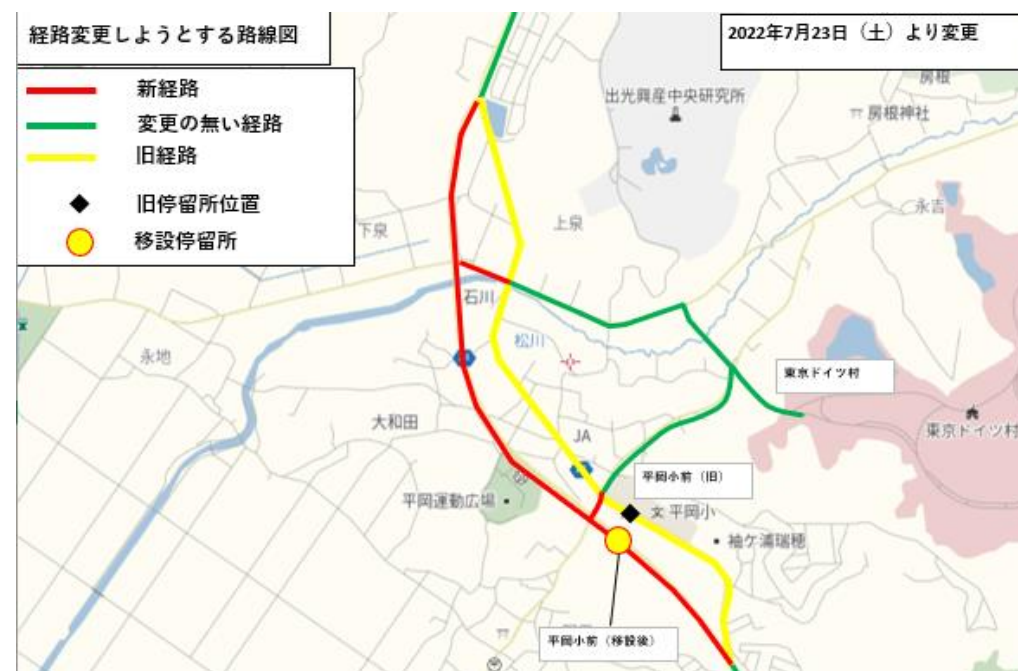 経路変更しようとする路線図
2022年7月23日（土）より変更
新経路
変更の無い経路
旧経路
旧停留所位置
移設停留所
房根
出光興産中央研究所
房根神社
永吉
下泉
上泉
石川
松川
永地
東京ドイツ村
大和田
東京ドイツ村
JA
平岡小前（旧）
平岡運動広場
文 平岡小
袖ケ浦瑞穂
平岡小前（移設後）